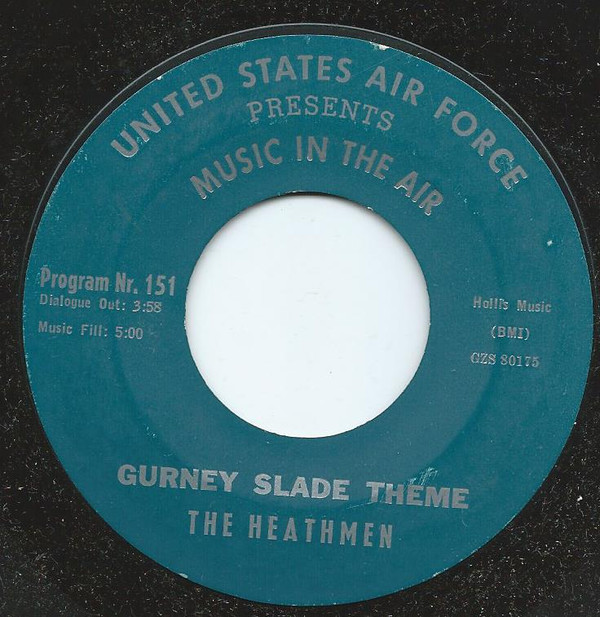 UNITED STATES AIR FORCE
PRESENTS
MUSIC IN THE AIR
Program Nr. 151
Dialogue Out: 3:58
Music Fill: 5:00
Hollis Music
(BMI)
GZS 80175
GURNEY SLADE THEME
THE HEATHMEN